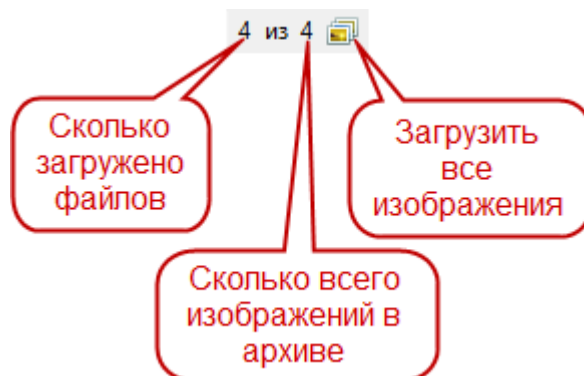 4 из 4
Сколько
загружено
файлов
Загрузить
все
изображения
Сколько всего
изображений в
архиве